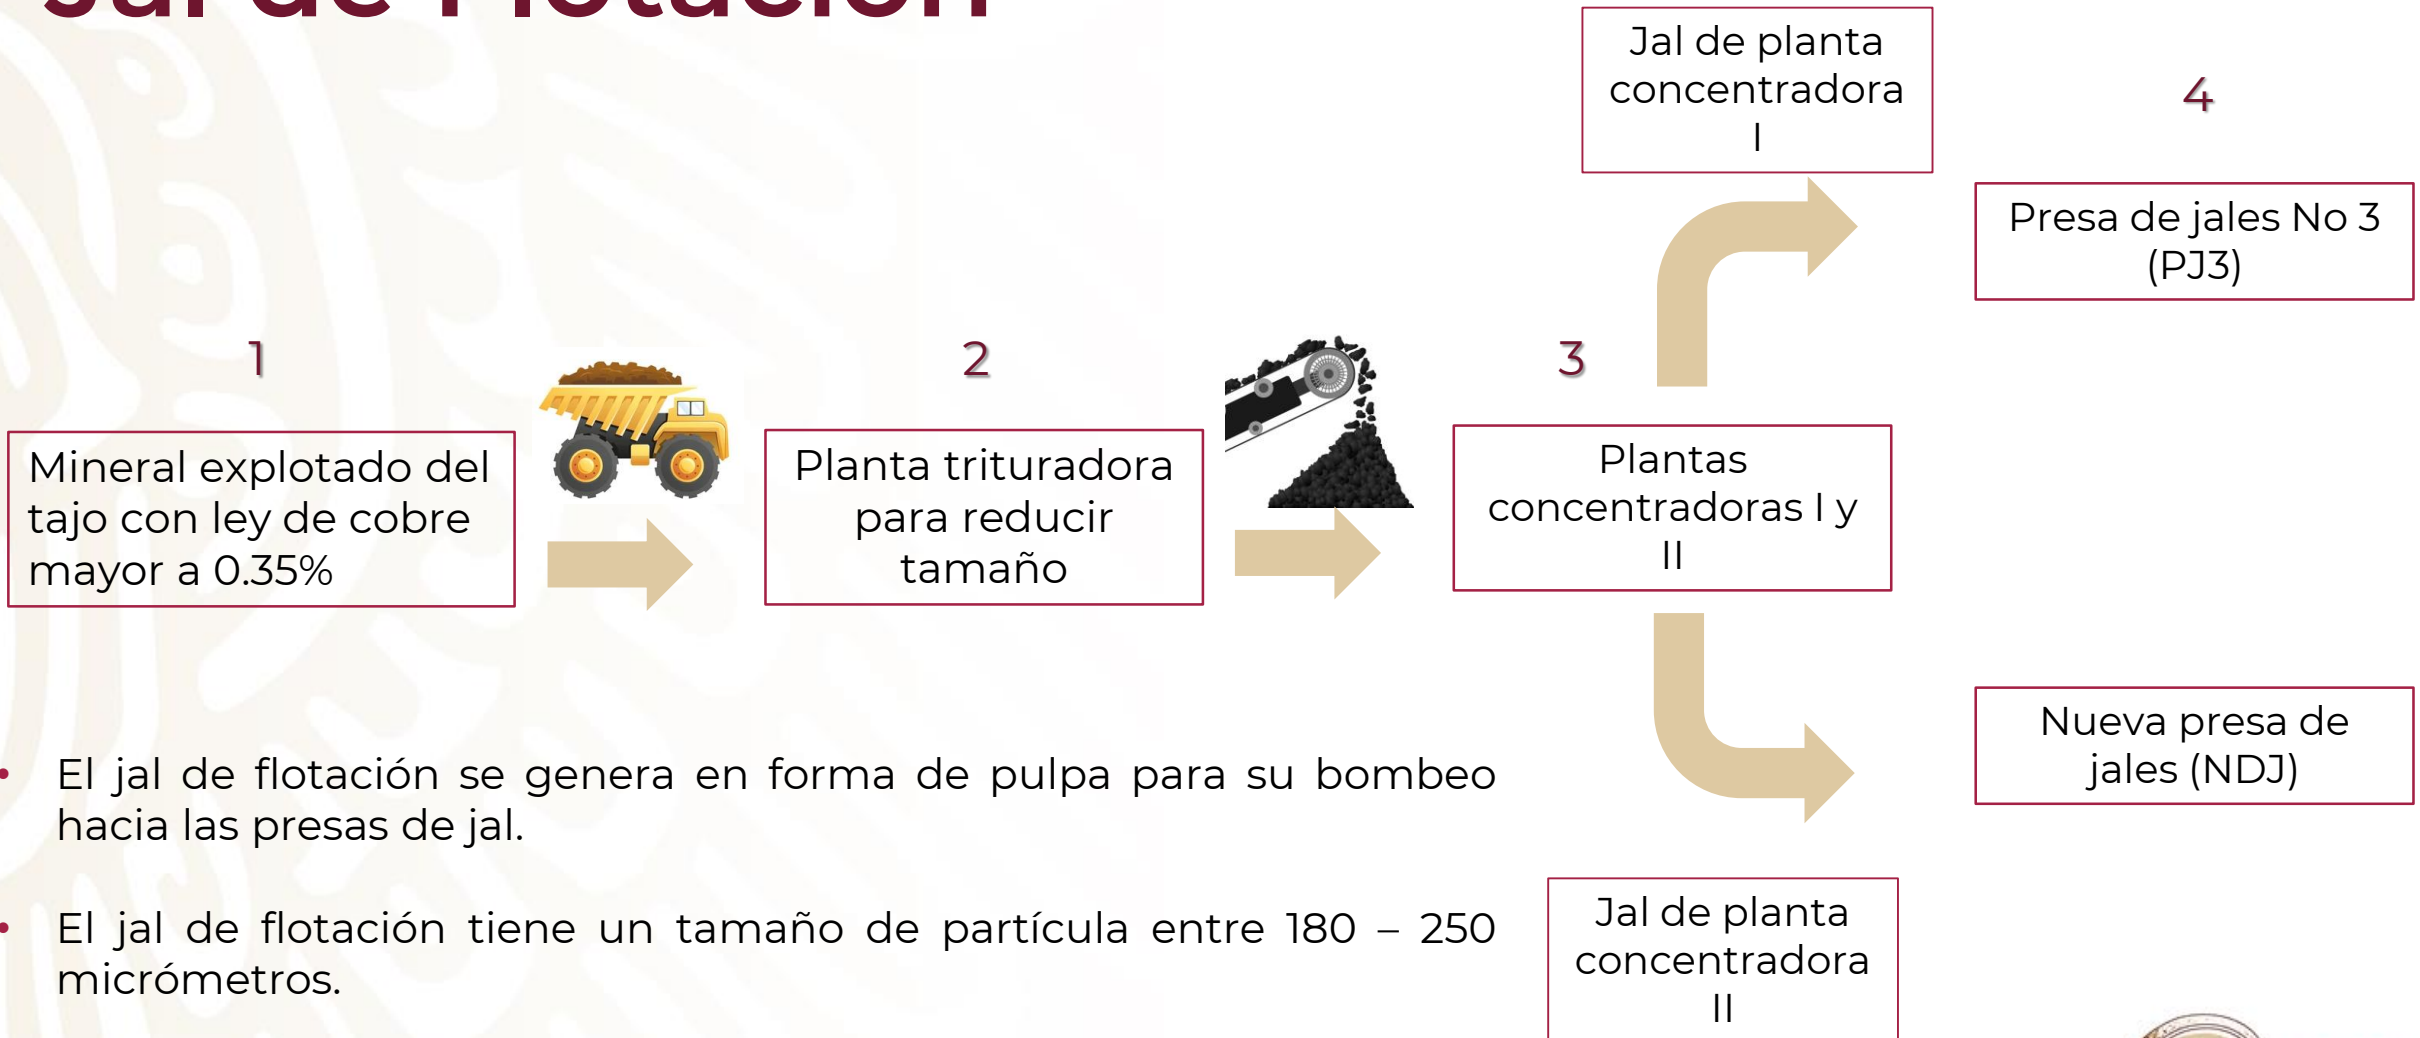 Jal de Flotación
Jal de planta
concentradora
I
4
Presa de jales No 3
(PJ3)
1
2
3
Mineral explotado del
tajo con ley de cobre
mayor a 0.35%
Planta trituradora
para reducir
tamaño
Plantas
concentradoras I y
II
Nueva presa de
jales (NDJ)
• El jal de flotación se genera en forma de pulpa para su bombeo
hacia las presas de jal.
• El jal de flotación tiene un tamaño de partícula entre 180 – 250
micrómetros.
Jal de planta
concentradora
II